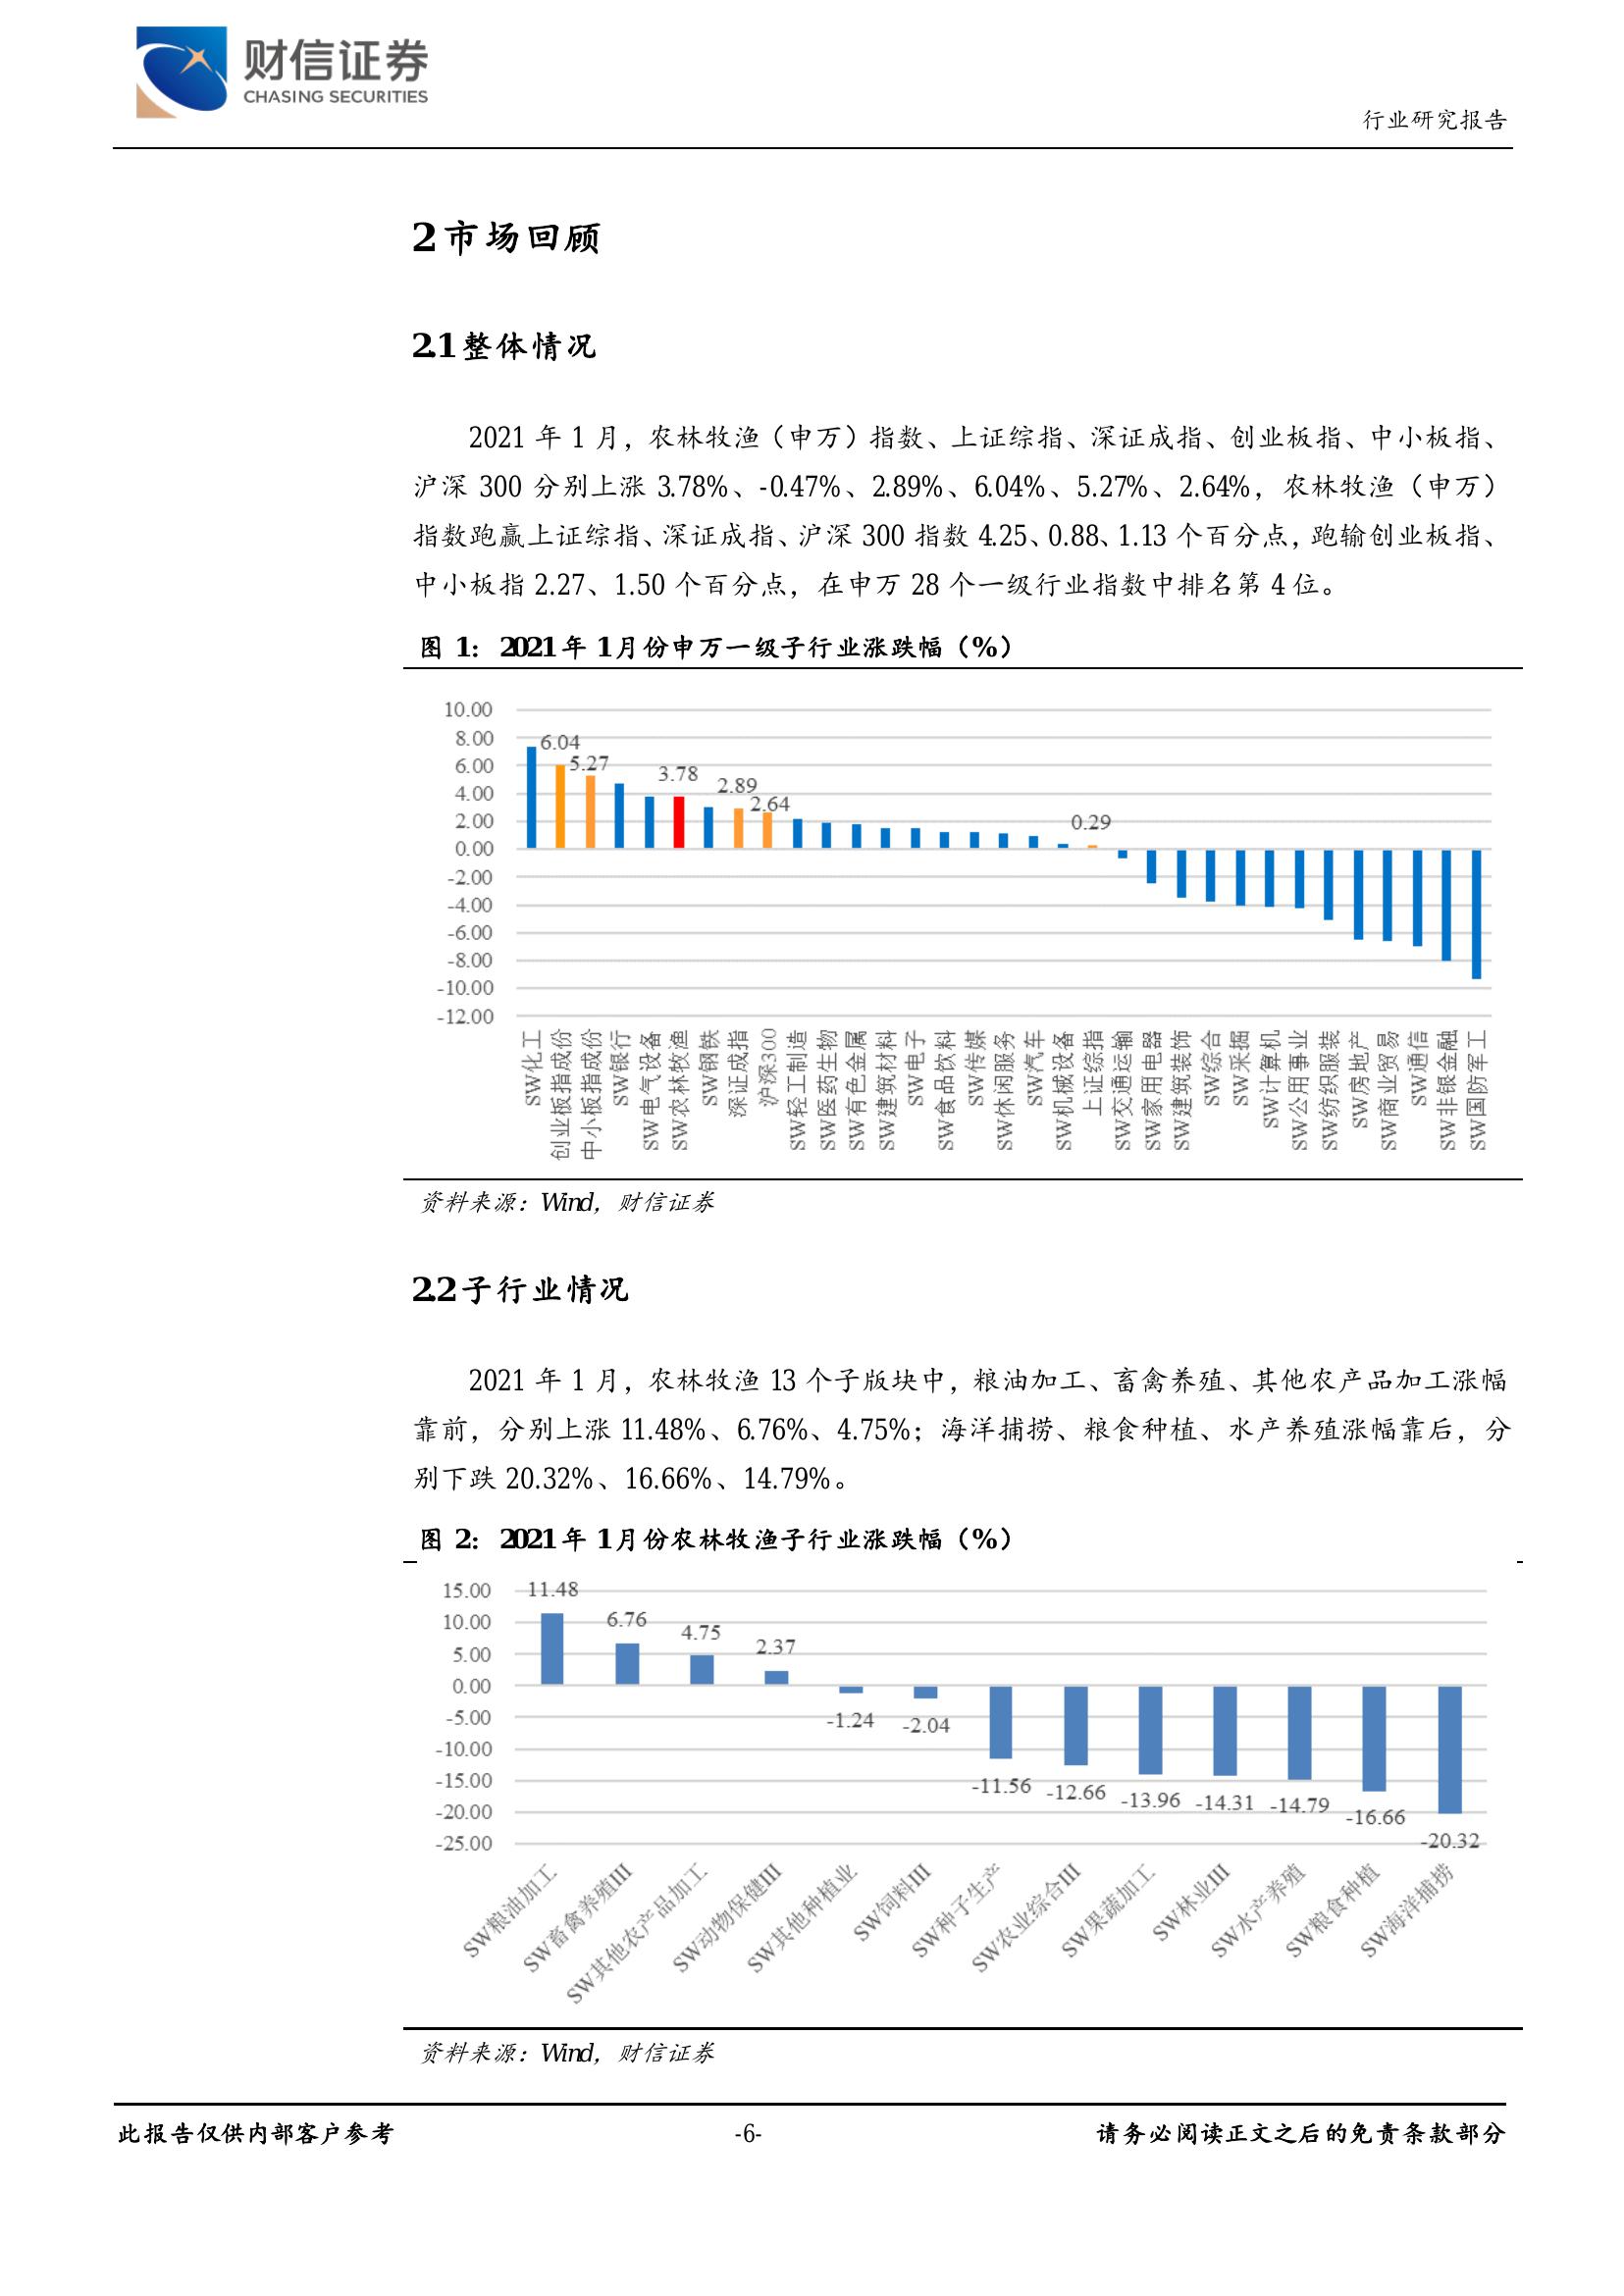 财信证券
CHASING SECURITIES
行业研究报告
2 市场回顾
2.1 整体情况
2021 年 1 月，农林牧渔（申万）指数、上证综指、深证成指、创业板指、中小板指、
沪深 300 分别上涨 3.78%、-0.47%、2.89%、6.04%、5.27%、2.64%，农林牧渔（申万）
指数跑赢上证综指、深证成指、沪深 300 指数 4.25、0.88、1.13 个百分点，跑输创业板指、
中小板指 2.27、1.50 个百分点，在申万 28 个一级行业指数中排名第 4 位。
图 1：2021 年 1 月份申万一级子行业涨跌幅（%）
10.00
8.00
6.00
4.00
2.00
0.00
-2.00
-4.00
-6.00
-8.00
-10.00
-12.00
6.04
5.27
3.78
2.89
2.64
0.29
SW化工
创业板指成份
中小板指成份
SW银行
SW电气设备
SW农林牧渔
SW钢铁
深证成指
沪深300
SW轻工制造
SW医药生物
SW有色金属
SW建筑材料
SW电子
SW食品饮料
SW传媒
SW休闲服务
SW汽车
SW机械设备
上证综指
SW交通运输
SW家用电器
SW建筑装饰
SW综合
SW采掘
SW计算机
SW公用事业
SW纺织服装
SW房地产
SW商业贸易
SW通信
SW非银金融
SW国防军工
资料来源：Wind，财信证券
2.2 子行业情况
2021 年 1 月，农林牧渔 13 个子版块中，粮油加工、畜禽养殖、其他农产品加工涨幅
靠前，分别上涨 11.48%、6.76%、4.75%；海洋捕捞、粮食种植、水产养殖涨幅靠后，分
别下跌 20.32%、16.66%、14.79%。
图 2：2021 年 1 月份农林牧渔子行业涨跌幅（%）
15.00
10.00
5.00
0.00
-5.00
-10.00
-15.00
-20.00
-25.00
11.48
6.76
4.75
2.37
-1.24
-2.04
-11.56
-12.66
-13.96
-14.31
-14.79
-16.66
-20.32
SW粮油加工
SW畜禽养殖III
SW其他农产品加工
SW动物保健III
SW其他种植业
SW饲料III
SW种子生产
SW农业综合III
SW果蔬加工
SW林业III
SW水产养殖
SW粮食种植
SW海洋捕捞
资料来源：Wind，财信证券
此报告仅供内部客户参考
-6-
请务必阅读正文之后的免责条款部分